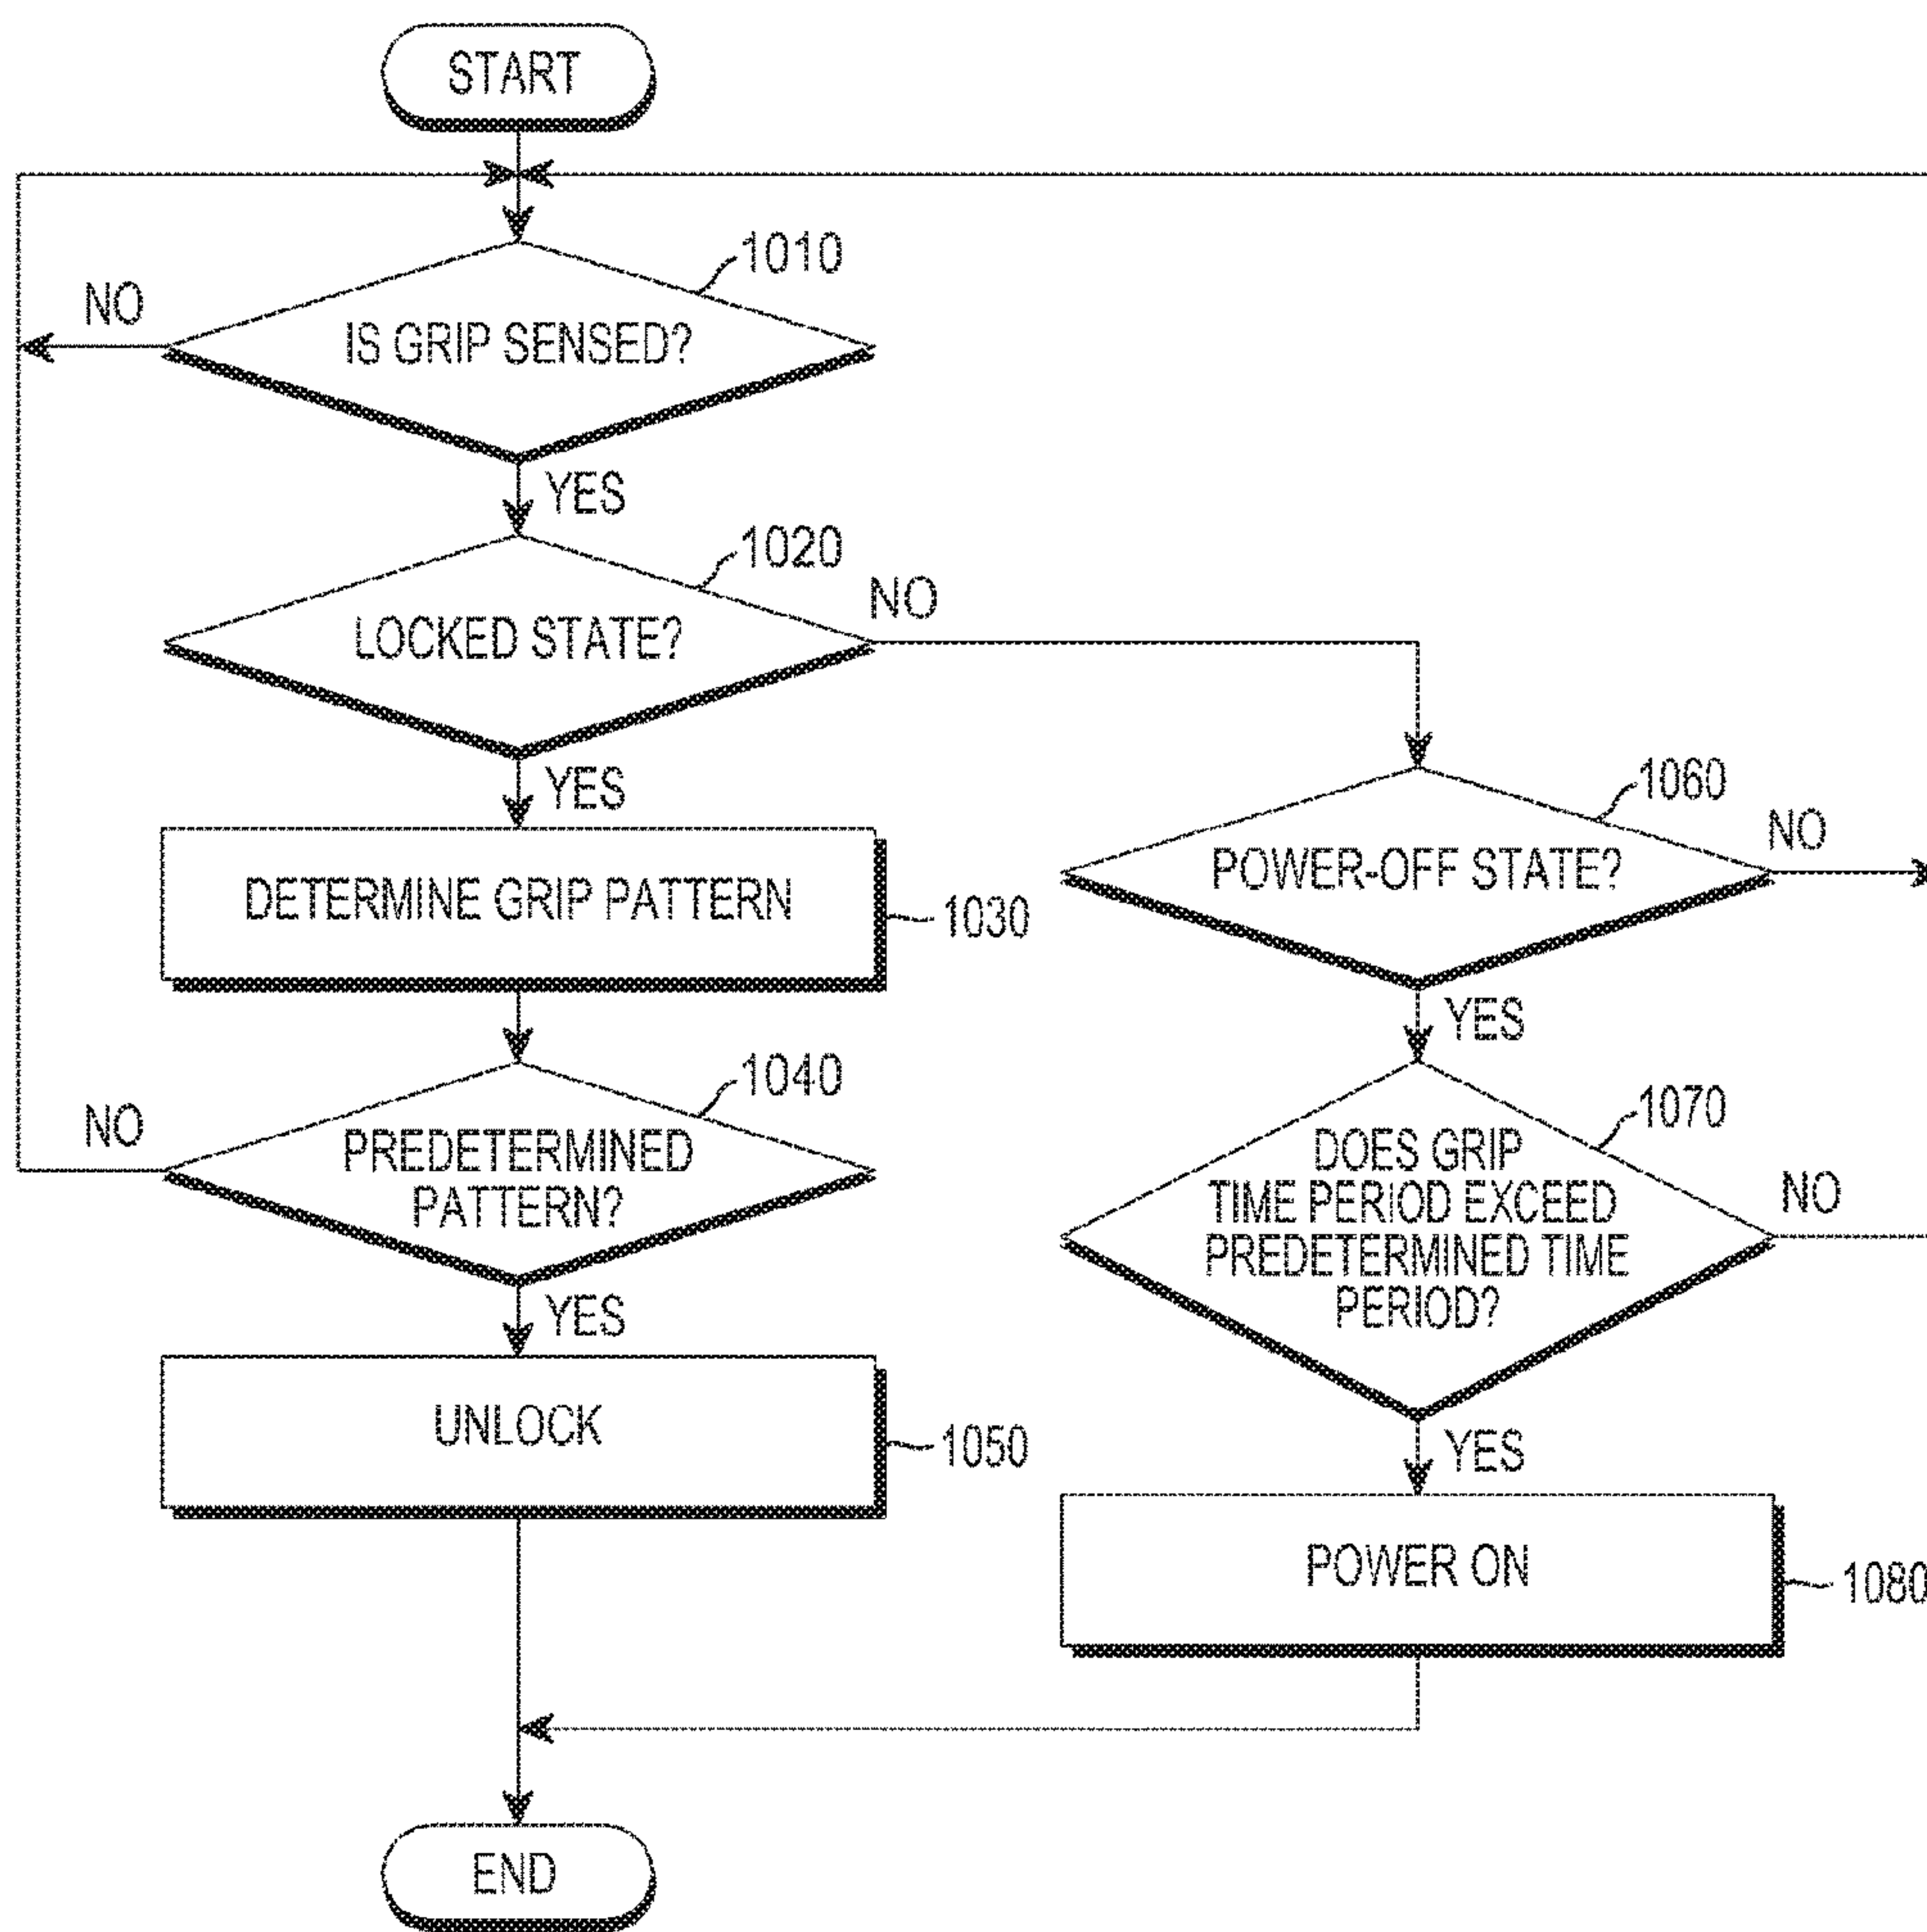 START
1010
NO
IS GRIP SENSED?
YES
1020
NO
LOCKED STATE?
YES
DETERMINE GRIP PATTERN
1030
1040
NO
PREDETERMINED
PATTERN?
YES
UNLOCK
1050
1060
NO
POWER-OFF STATE?
YES
1070
NO
DOES GRIP
TIME PERIOD EXCEED
PREDETERMINED TIME
PERIOD?
YES
POWER ON
1080
END